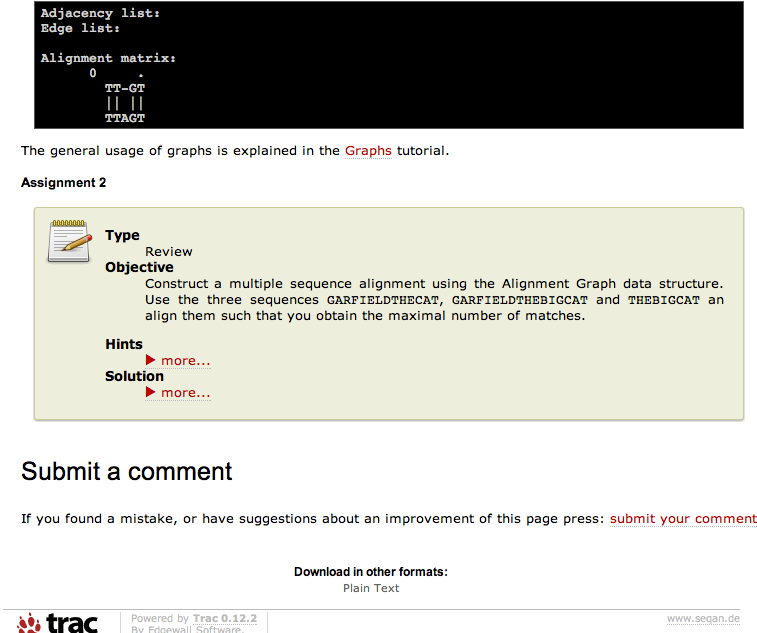 Adjacency list:
Edge list:
Alignment matrix:
0     .
TT-GT
|| ||
TTAGT
The general usage of graphs is explained in the Graphs tutorial.
Assignment 2
Type
Review
Objective
Construct a multiple sequence alignment using the Alignment Graph data structure.
Use the three sequences GARFIELDTHECAT, GARFIELDTHEBIGCAT and THEBIGCAT an
align them such that you obtain the maximal number of matches.
Hints
▶ more...
Solution
▶ more...
Submit a comment
If you found a mistake, or have suggestions about an improvement of this page press: submit your comment
Download in other formats:
Plain Text
trac
Powered by Trac 0.12.2
By Edgewall Software.
www.seqan.de